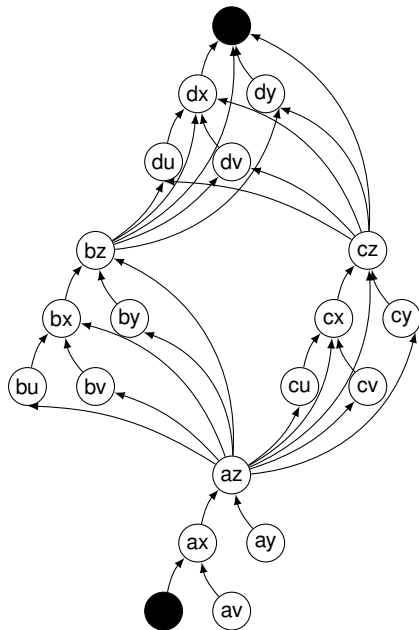 dx dy
du dv
bz cz
bx by cx cy
bu bv cu cv
az
ax ay
av